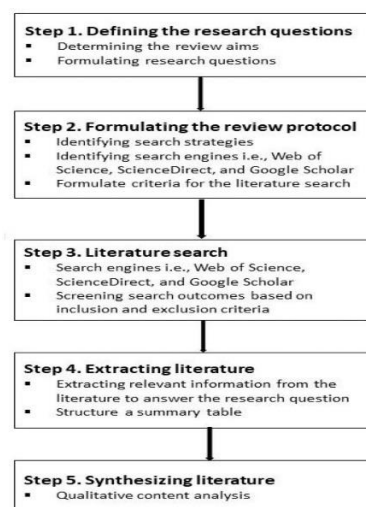 Step 1. Defining the research questions
▪ Determining the review aims
▪ Formulating research questions
Step 2. Formulating the review protocol
▪ Identifying search strategies
▪ Identifying search engines i.e., Web of
Science, ScienceDirect, and Google Scholar
▪ Formulate criteria for the literature search
Step 3. Literature search
▪ Search engines i.e., Web of Science,
ScienceDirect, and Google Scholar
▪ Screening search outcomes based on
inclusion and exclusion criteria
Step 4. Extracting literature
▪ Extracting relevant information from the
literature to answer the research question
▪ Structure a summary table
Step 5. Synthesizing literature
▪ Qualitative content analysis